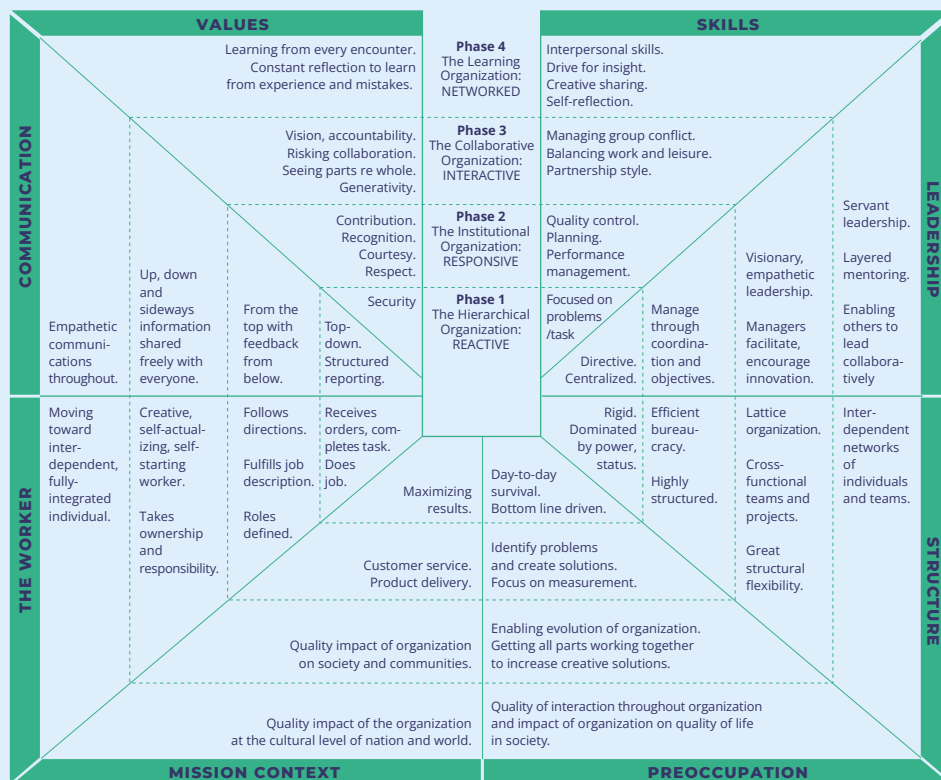 VALUES
SKILLS
Learning from every encounter.
Constant reflection to learn
from experience and mistakes.
Phase 4
The Learning
Organization:
NETWORKED
Interpersonal skills.
Drive for insight.
Creative sharing.
Self-reflection.
Vision, accountability.
Risking collaboration.
Seeing parts re whole.
Generativity.
Phase 3
The Collaborative
Organization:
INTERACTIVE
Managing group conflict.
Balancing work and leisure.
Partnership style.
Contribution.
Recognition.
Courtesy.
Respect.
Phase 2
The Institutional
Organization:
RESPONSIVE
Quality control.
Planning.
Performance
management.
Security
Phase 1
The Hierarchical
Organization:
REACTIVE
Focused on
problems
/task
COMMUNICATION
Empathetic
communi-
cations
throughout.
Up, down
and
sideways
information
shared
freely with
everyone.
From the
top with
feedback
from
below.
Top-
down.
Structured
reporting.
Directive.
Centralized.
Manage
through
coordina-
tion and
objectives.
Visionary,
empathetic
leadership.
Managers
facilitate,
encourage
innovation.
Servant
leadership.
Layered
mentoring.
Enabling
others to
lead
collabora-
tively
LEADERSHIP
THE WORKER
Moving
toward
inter-
dependent,
fully-
integrated
individual.
Creative,
self-actual-
izing, self-
starting
worker.
Takes
ownership
and
responsibility.
Follows
directions.
Fulfills job
description.
Roles
defined.
Receives
orders, com-
pletes task.
Does
job.
Rigid.
Dominated
by power,
status.
Efficient
bureau-
cracy.
Highly
structured.
Lattice
organization.
Cross-
functional
teams and
projects.
Great
structural
flexibility.
Inter-
dependent
networks
of
individuals
and teams.
STRUCTURE
Maximizing
results.
Day-to-day
survival.
Bottom line driven.
Customer service.
Product delivery.
Identify problems
and create solutions.
Focus on measurement.
Quality impact of organization
on society and communities.
Enabling evolution of organization.
Getting all parts working together
to increase creative solutions.
Quality impact of the organization
at the cultural level of nation and world.
Quality of interaction throughout organization
and impact of organization on quality of life
in society.
MISSION CONTEXT
PREOCCUPATION